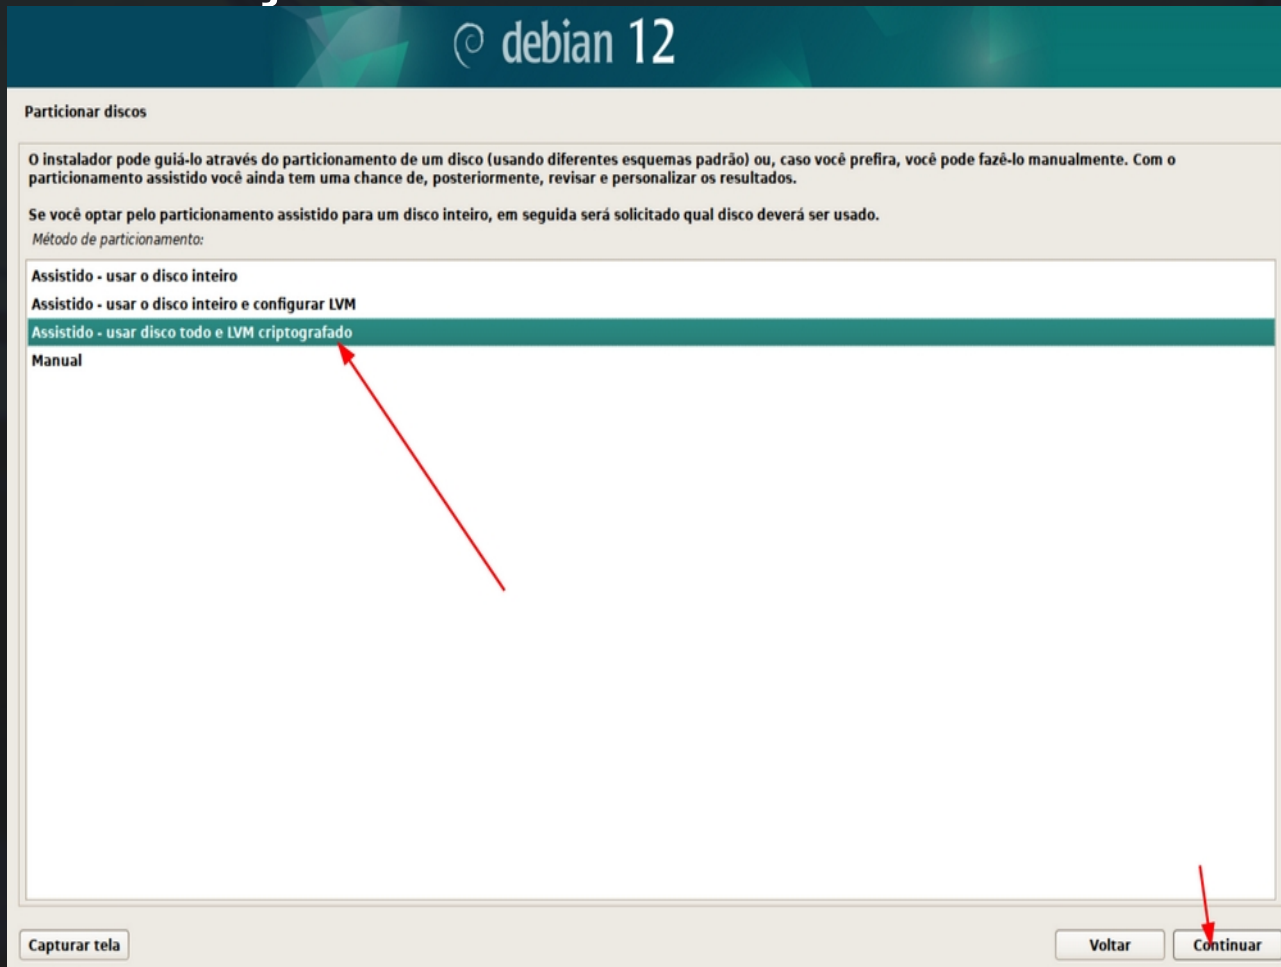 debian 12
Particionar discos
O instalador pode guiá-lo através do particionamento de um disco (usando diferentes esquemas padrão) ou, caso você prefira, você pode fazê-lo manualmente. Com o
particionamento assistido você ainda tem uma chance de, posteriormente, revisar e personalizar os resultados.
Se você optar pelo particionamento assistido para um disco inteiro, em seguida será solicitado qual disco deverá ser usado.
Método de particionamento:
Assistido - usar o disco inteiro
Assistido - usar o disco inteiro e configurar LVM
Assistido - usar disco todo e LVM criptografado
Manual
Capturar tela
Voltar
Continuar